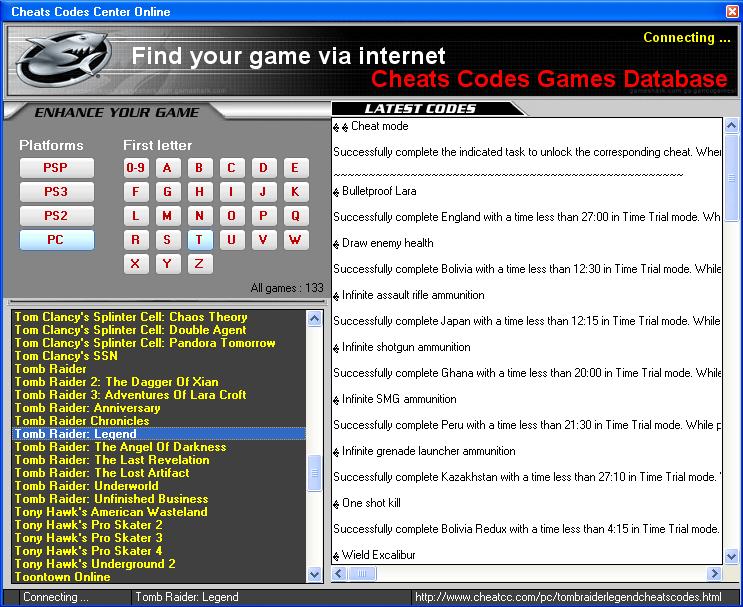 Cheats Codes Center Online
Connecting ...
Find your game via internet
Cheats Codes Games Database
ENHANCE YOUR GAME
LATEST CODES
Platforms
First letter
PSP
0-9 A B C D E
PS3
F G H I J K
PS2
L M N O P Q
PC
R S T U V W
X Y Z
All games : 133
Tom Clancy's Splinter Cell: Chaos Theory
Tom Clancy's Splinter Cell: Double Agent
Tom Clancy's Splinter Cell: Pandora Tomorrow
Tom Clancy's SSN
Tomb Raider
Tomb Raider 2: The Dagger Of Xian
Tomb Raider 3: Adventures Of Lara Croft
Tomb Raider: Anniversary
Tomb Raider Chronicles
Tomb Raider: Legend
Tomb Raider: The Angel Of Darkness
Tomb Raider: The Last Revelation
Tomb Raider: The Lost Artifact
Tomb Raider: Underworld
Tomb Raider: Unfinished Business
Tony Hawk's American Wasteland
Tony Hawk's Pro Skater 2
Tony Hawk's Pro Skater 3
Tony Hawk's Pro Skater 4
Tony Hawk's Underground 2
Toontown Online
Cheat mode
Successfully complete the indicated task to unlock the corresponding cheat. Wher
~~~~~~~~~~~~~~~~~~~~~~~~~~~~~~~~~~~~~~~~~~~~~~~~~~
Bulletproof Lara
Successfully complete England with a time less than 27:00 in Time Trial mode. Wh
Draw enemy health
Successfully complete Bolivia with a time less than 12:30 in Time Trial mode. While
Infinite assault rifle ammunition
Successfully complete Japan with a time less than 12:15 in Time Trial mode. While
Infinite shotgun ammunition
Successfully complete Ghana with a time less than 20:00 in Time Trial mode. While
Infinite SMG ammunition
Successfully complete Peru with a time less than 21:30 in Time Trial mode. While p
Infinite grenade launcher ammunition
Successfully complete Kazakhstan with a time less than 27:10 in Time Trial mode.
One shot kill
Successfully complete Bolivia Redux with a time less than 4:15 in Time Trial mode.
Wield Excalibur
Connecting ...
Tomb Raider: Legend
http://www.cheatcc.com/pc/tombraiderlegendcheatscodes.html